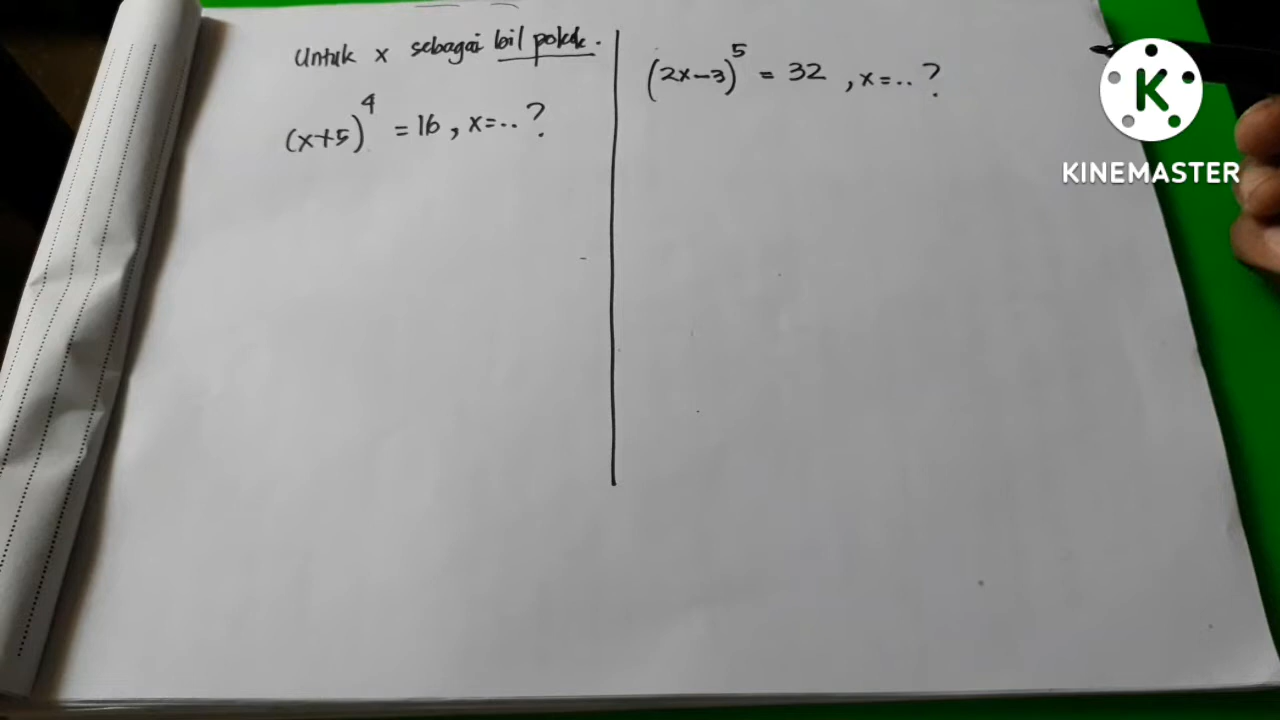 Untuk x sebagai bil pokok.
(x+5)⁴ = 16, x=..?
(2x-3)⁵ = 32, x=..?
K
KINEMASTER